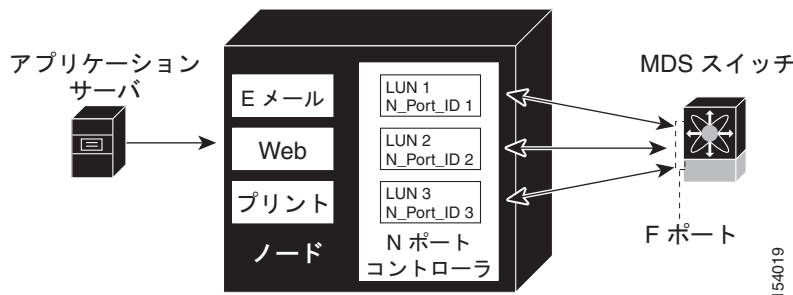 アプリケーション
サーバ
E メール
Web
プリント
ノード
LUN 1
N_Port_ID 1
LUN 2
N_Port_ID 2
LUN 3
N_Port_ID 3
N ポート
コントローラ
MDS スイッチ
F ポート
154019